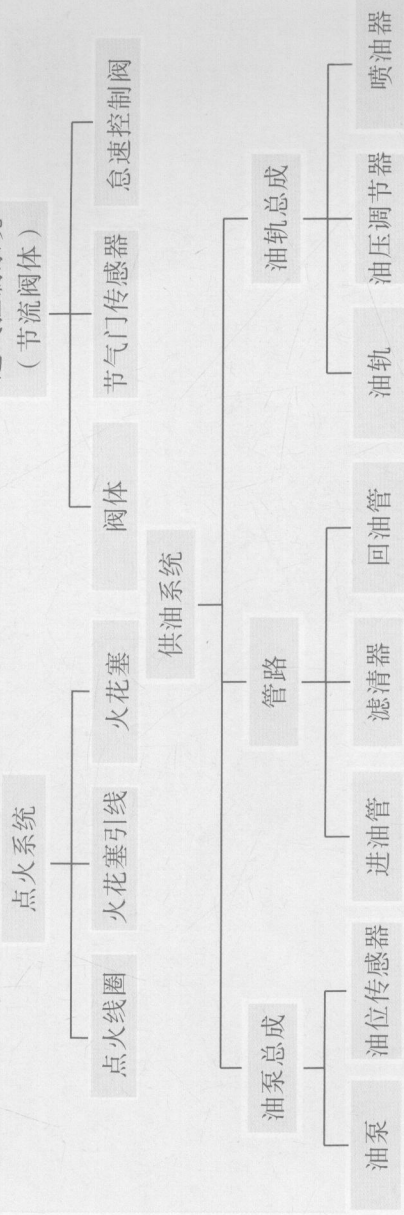 点火系统
（节流阀体）
点火线圈
火花塞引线
火花塞
阀体
节气门传感器
怠速控制阀
供油系统
油泵总成
管路
油轨总成
油泵
油位传感器
进油管
滤清器
回油管
油轨
油压调节器
喷油器